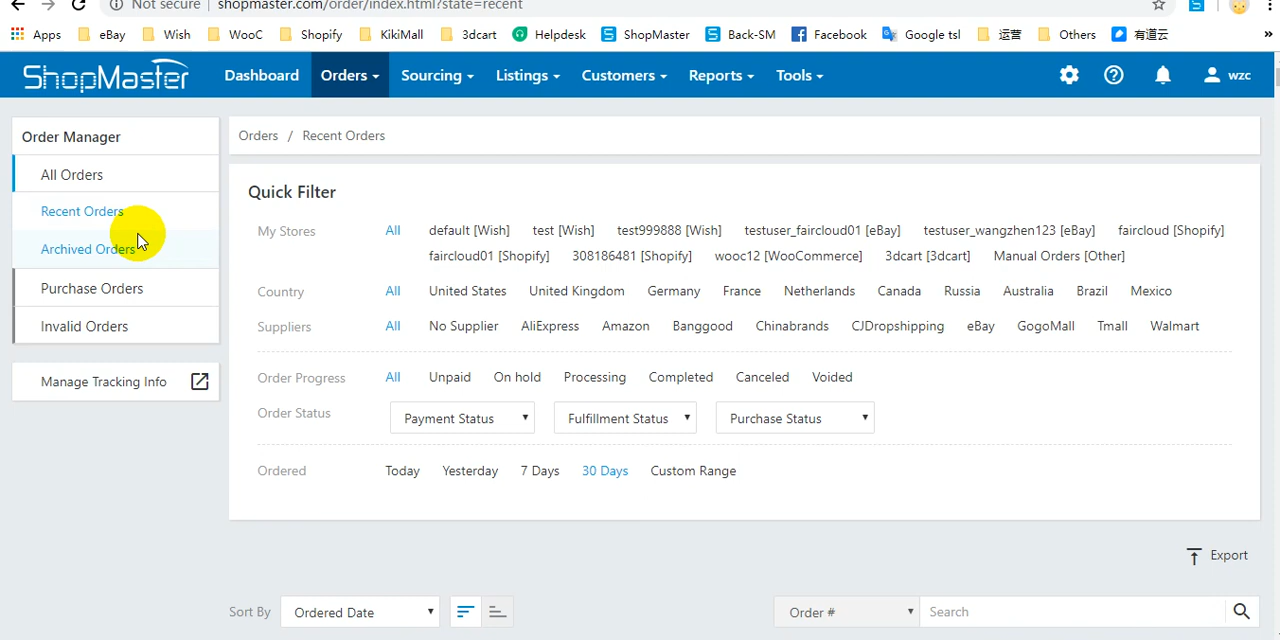 Not secure | shopmaster.com/order/index.html?state=recent
Apps eBay Wish WooC Shopify KikiMall 3dcart Helpdesk ShopMaster Back-SM Facebook Google tsl 运营 Others 有道云 »
ShopMaster Dashboard Orders Sourcing Listings Customers Reports Tools wzc
Order Manager
All Orders
Recent Orders
Archived Orders
Purchase Orders
Invalid Orders
Manage Tracking Info
Orders / Recent Orders
Quick Filter
My Stores All default [Wish] test [Wish] test999888 [Wish] testuser_faircloud01 [eBay] testuser_wangzhen123 [eBay] faircloud [Shopify]
faircloud01 [Shopify] 308186481 [Shopify] wooc12 [WooCommerce] 3dcart [3dcart] Manual Orders [Other]
Country All United States United Kingdom Germany France Netherlands Canada Russia Australia Brazil Mexico
Suppliers All No Supplier AliExpress Amazon Banggood Chinabrands CJDropshipping eBay GogoMall Tmall Walmart
Order Progress All Unpaid On hold Processing Completed Canceled Voided
Order Status Payment Status Fulfillment Status Purchase Status
Ordered Today Yesterday 7 Days 30 Days Custom Range
Export
Sort By Ordered Date Order # Search